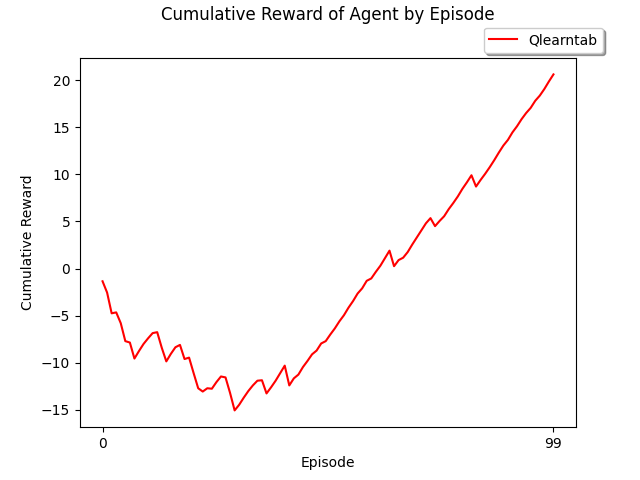 Cumulative Reward of Agent by Episode
Qlearntab
20
15
10
5
0
−5
−10
−15
Cumulative Reward
0
99
Episode